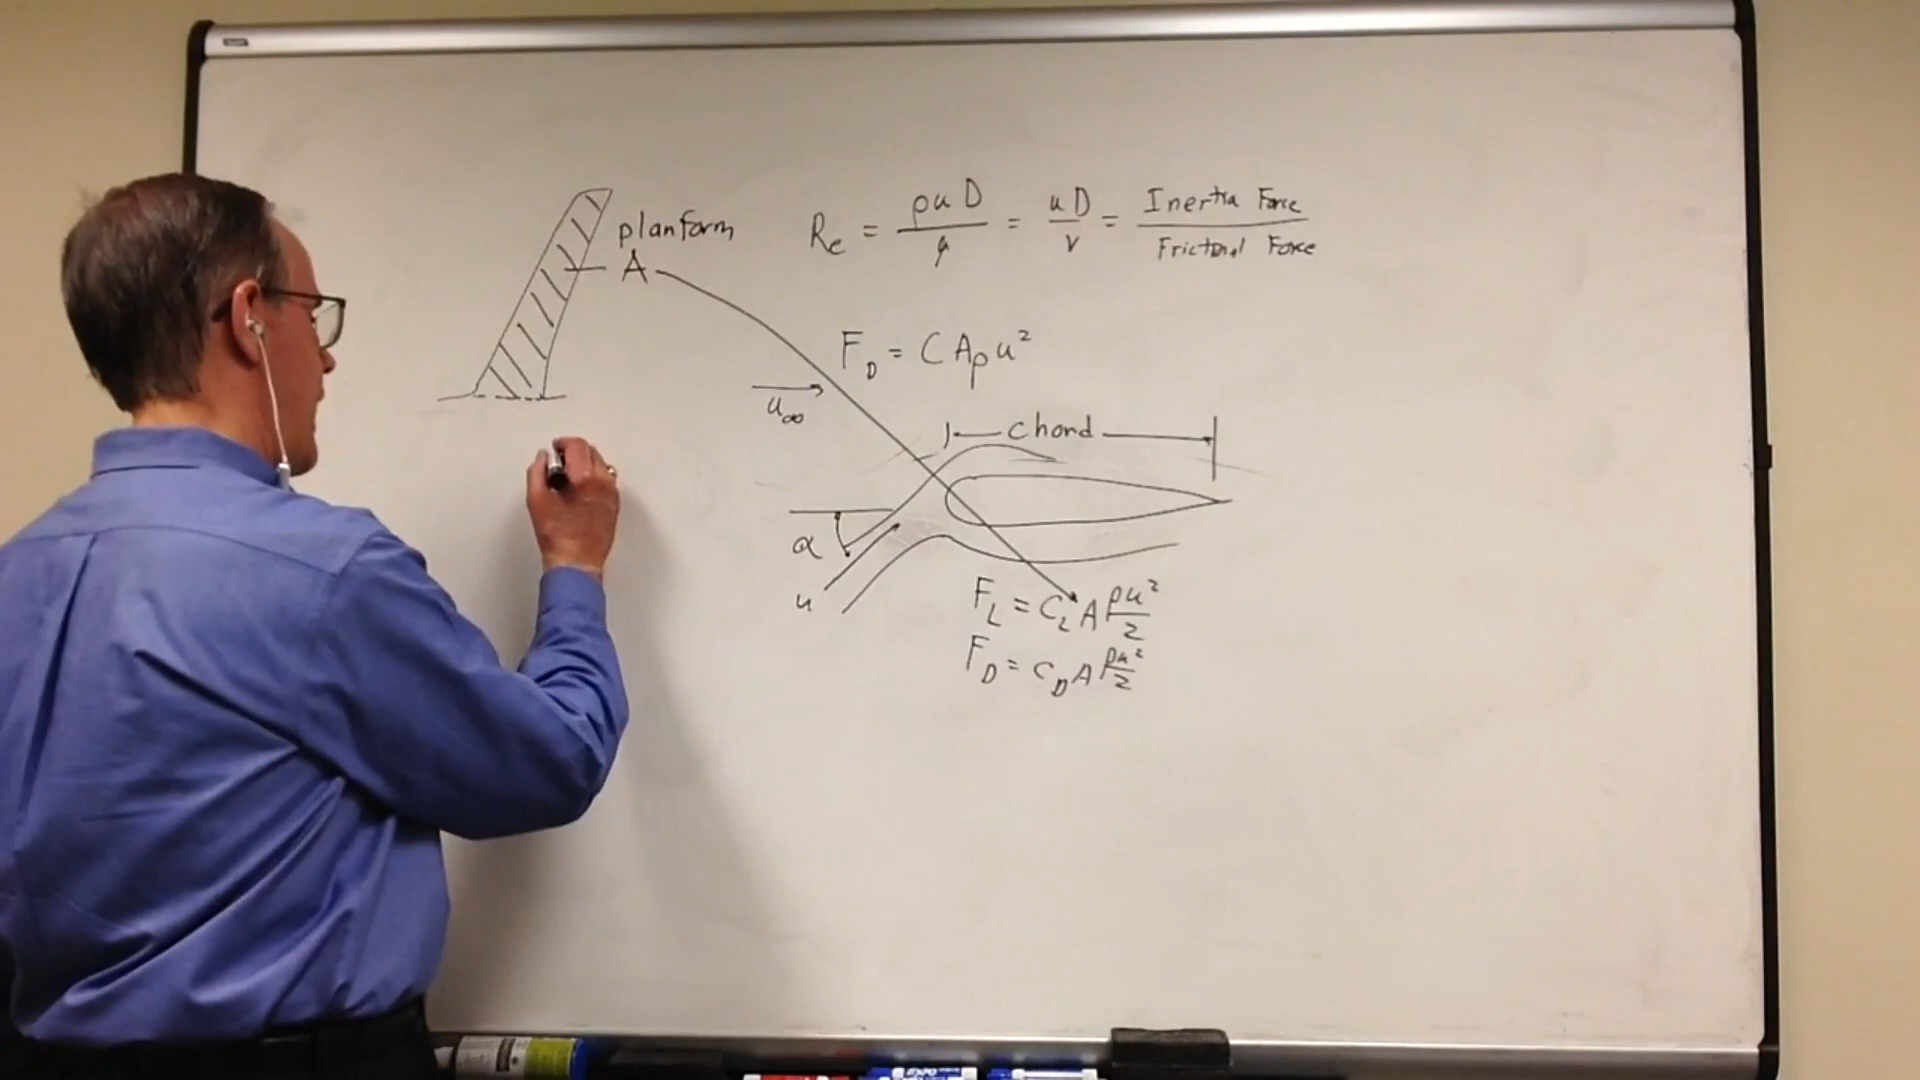 planform
A
Re = ρuD/μ = uD/ν = Inertia Force/Frictional Force
F_D = C A ρ u²
u∞
chord
α
u
F_L = C_L A ρu²/2
F_D = C_D A ρu²/2
EXPO